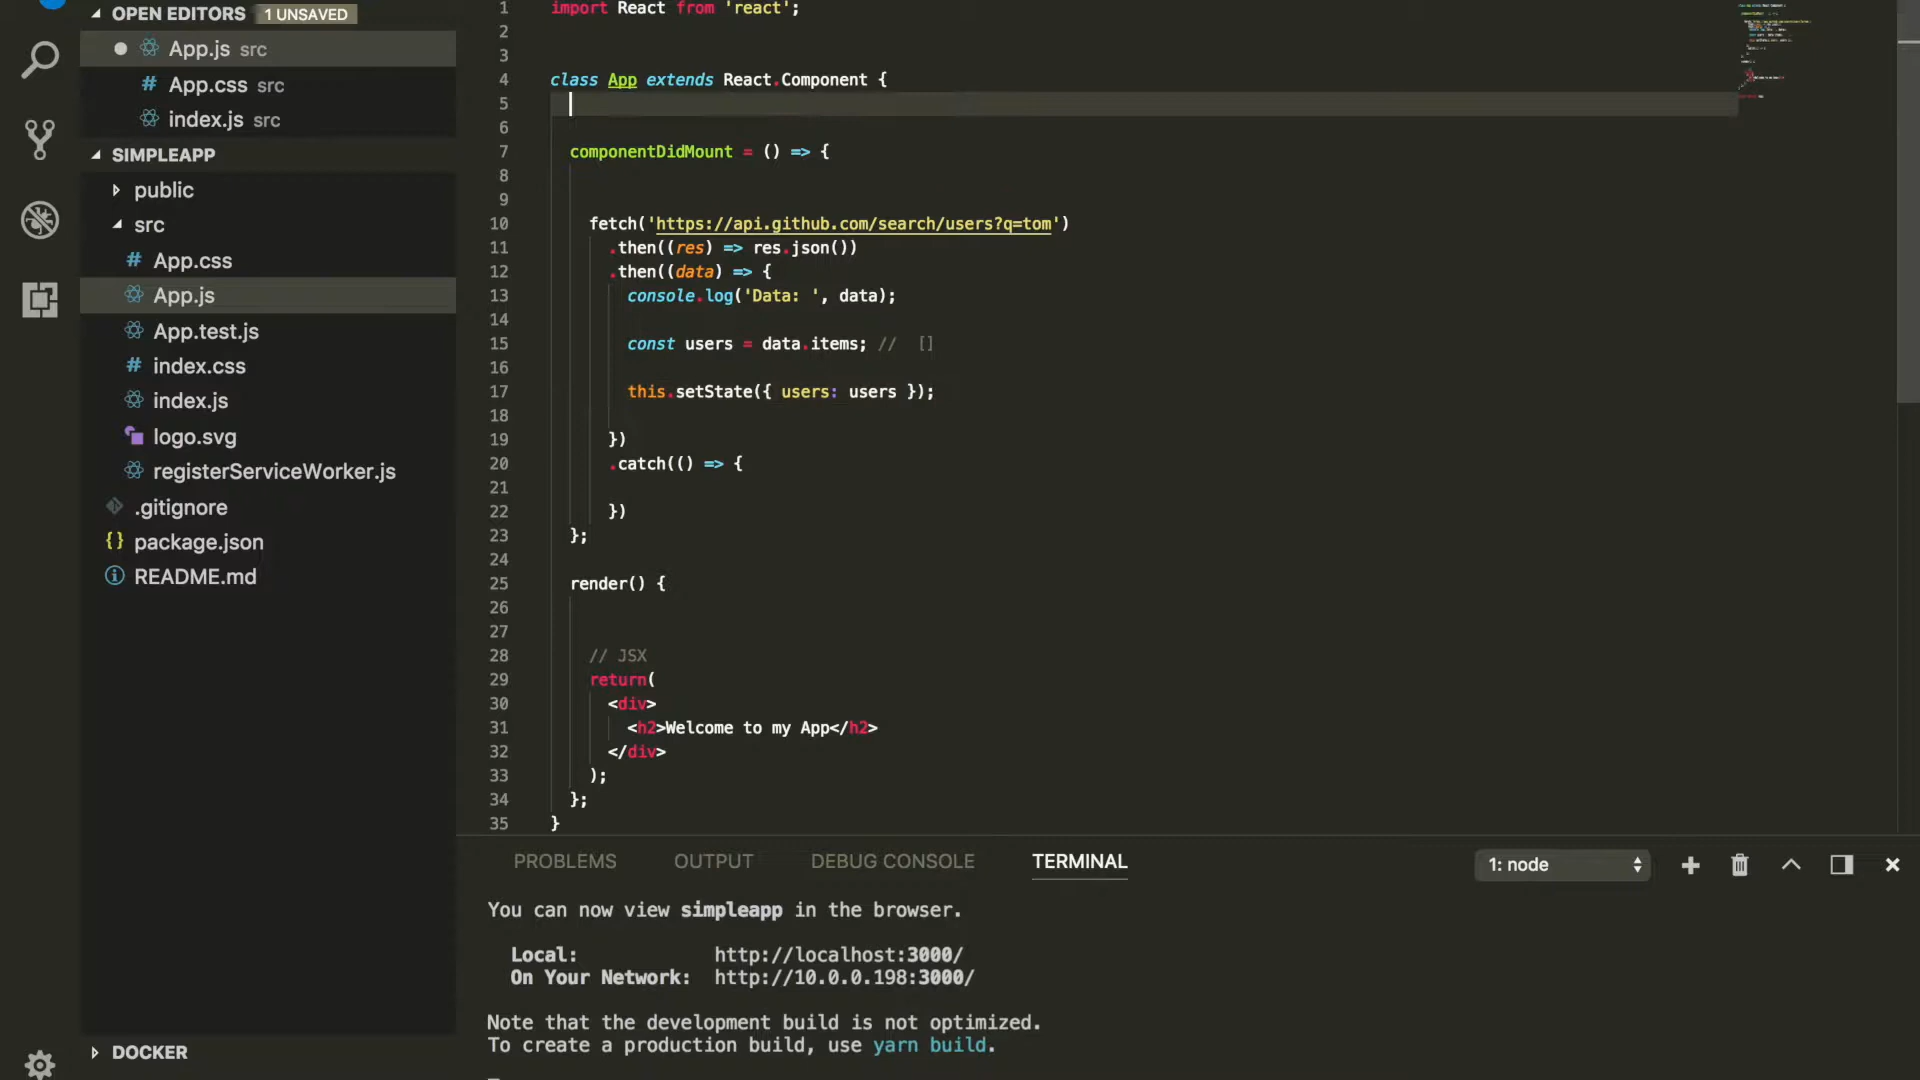 OPEN EDITORS 1 UNSAVED
App.js src
# App.css src
index.js src
SIMPLEAPP
public
src
# App.css
App.js
App.test.js
# index.css
index.js
logo.svg
registerServiceWorker.js
.gitignore
{} package.json
README.md
DOCKER
1 import React from 'react';
2
3
4 class App extends React.Component {
5
6
7 componentDidMount = () => {
8
9
10 fetch('https://api.github.com/search/users?q=tom')
11 .then((res) => res.json())
12 .then((data) => {
13 console.log('Data: ', data);
14
15 const users = data.items; // []
16
17 this.setState({ users: users });
18
19 })
20 .catch(() => {
21
22 })
23 };
24
25 render() {
26
27
28 // JSX
29 return(
30 <div>
31 <h2>Welcome to my App</h2>
32 </div>
33 );
34 };
35 }
PROBLEMS OUTPUT DEBUG CONSOLE TERMINAL 1: node
You can now view simpleapp in the browser.
Local: http://localhost:3000/
On Your Network: http://10.0.0.198:3000/
Note that the development build is not optimized.
To create a production build, use yarn build.